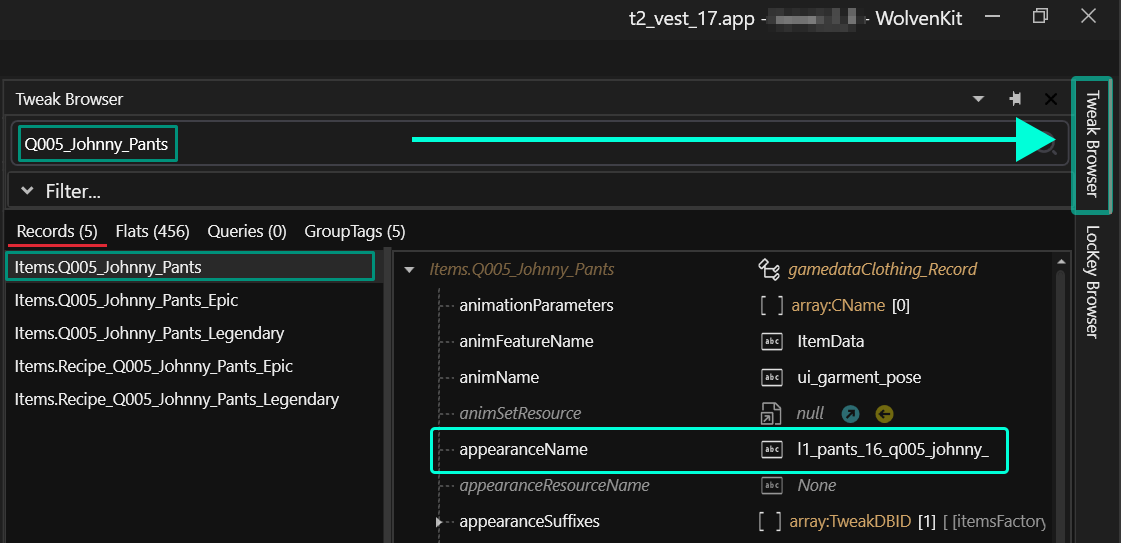 t2_vest_17.app - - WolvenKit
Tweak Browser
Q005_Johnny_Pants
Filter...
Records (5) Flats (456) Queries (0) GroupTags (5)
Items.Q005_Johnny_Pants
Items.Q005_Johnny_Pants_Epic
Items.Q005_Johnny_Pants_Legendary
Items.Recipe_Q005_Johnny_Pants_Epic
Items.Recipe_Q005_Johnny_Pants_Legendary
Items.Q005_Johnny_Pants gamedataClothing_Record
animationParameters [ ] array:CName [0]
animFeatureName abc ItemData
animName abc ui_garment_pose
animSetResource null
appearanceName abc l1_pants_16_q005_johnny_
appearanceResourceName abc None
appearanceSuffixes [ ] array:TweakDBID [1] [ [itemsFactory
Tweak Browser
LocKey Browser